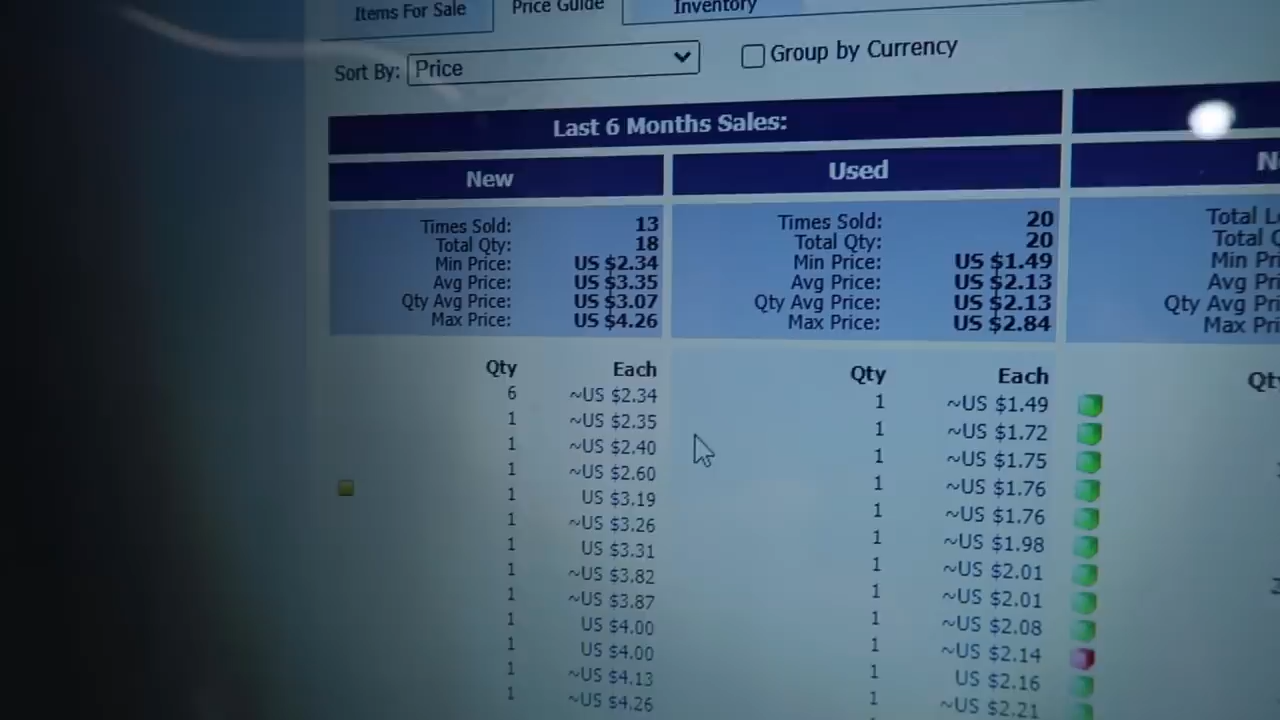 Items For Sale Price Guide Inventory
Sort By: Price Group by Currency
Last 6 Months Sales:
New Used
Times Sold: 13 Times Sold: 20 Total
Total Qty: 18 Total Qty: 20 Total
Min Price: US $2.34 Min Price: US $1.49 Min
Avg Price: US $3.35 Avg Price: US $2.13 Avg
Qty Avg Price: US $3.07 Qty Avg Price: US $2.13 Qty Avg
Max Price: US $4.26 Max Price: US $2.84 Max
Qty Each Qty Each
6 ~US $2.34 1 ~US $1.49
1 ~US $2.35 1 ~US $1.72
1 ~US $2.40 1 ~US $1.75
1 ~US $2.60 1 ~US $1.76
1 US $3.19 1 ~US $1.76
1 ~US $3.26 1 ~US $1.98
1 US $3.31 1 ~US $2.01
1 ~US $3.82 1 ~US $2.01
1 ~US $3.87 1 ~US $2.08
1 US $4.00 1 ~US $2.14
1 US $4.00 1 US $2.16
1 ~US $4.13 1 ~US $2.21
1 ~US $4.26